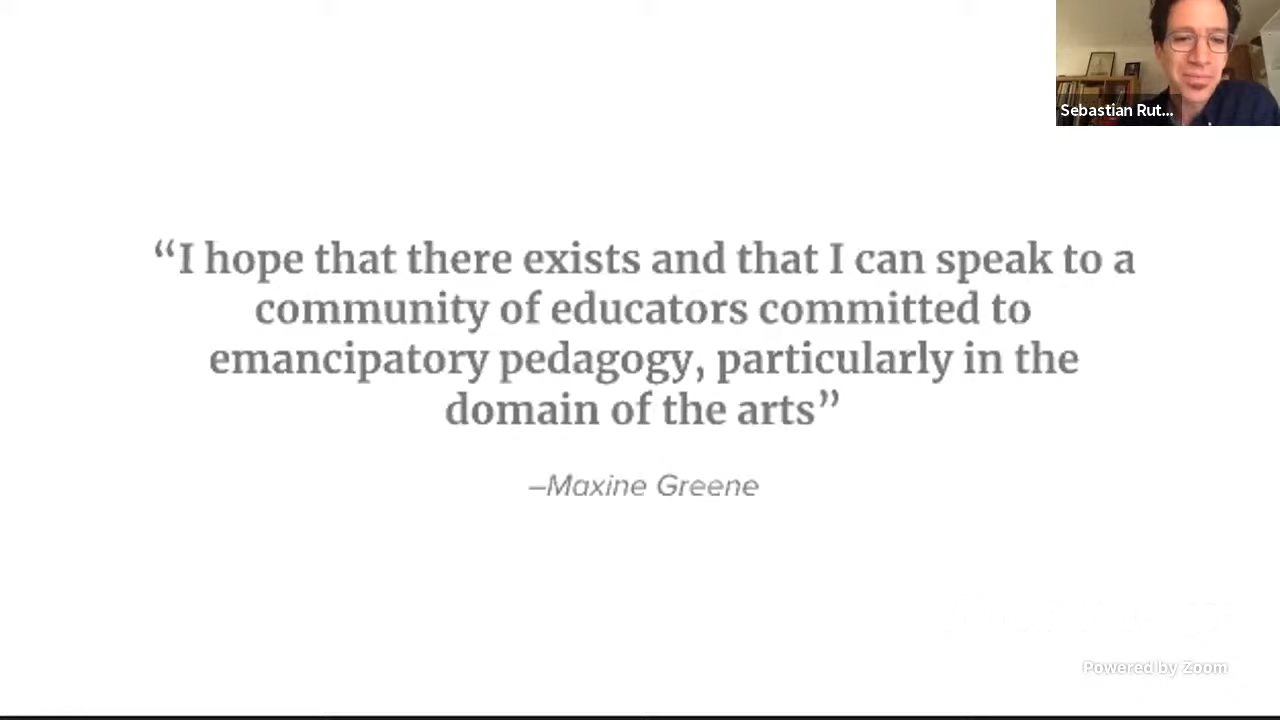 Sebastian Rut...
“I hope that there exists and that I can speak to a
community of educators committed to
emancipatory pedagogy, particularly in the
domain of the arts”
–Maxine Greene
Powered by Zoom